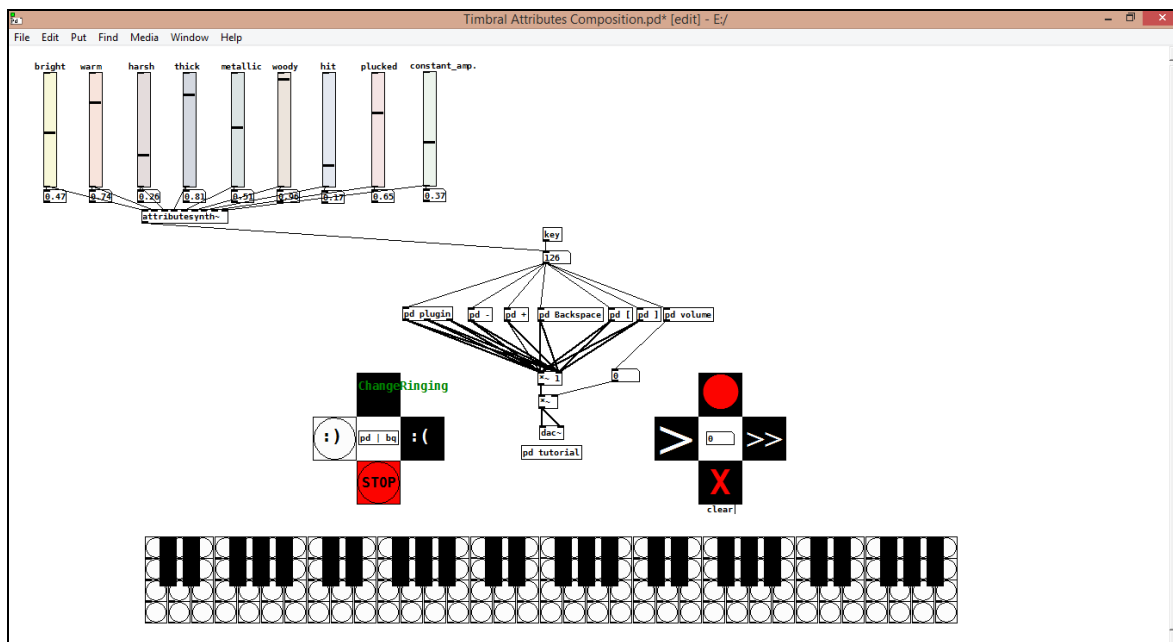 Timbral Attributes Composition.pd* [edit] - E:/
File Edit Put Find Media Window Help
bright warm harsh thick metallic woody hit plucked constant_amp.
0.47 0.74 0.26 0.81 0.51 0.96 0.17 0.65 0.37
attributesynth~
key
126
pd plugin pd - pd + pd Backspace pd [ pd ] pd volume
*~ 1 0
ChangeRinging
*~
:) pd | bq :( dac~ > 0 >>
pd tutorial
STOP X
clear